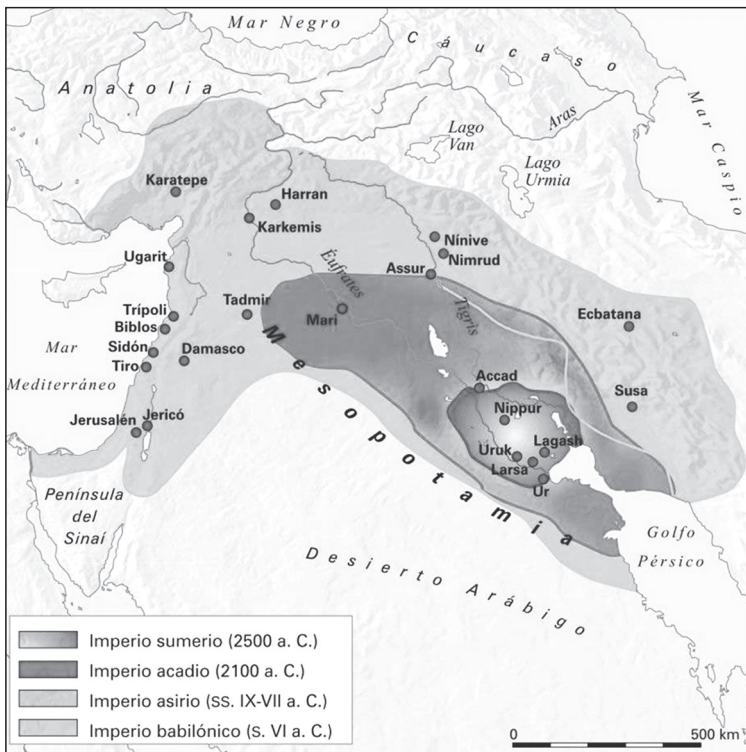 Mar Negro
Cáucaso
Anatolia
Mar Caspio
Aras
Lago
Van
Lago
Urmia
Karatepe
Harran
Karkemis
Nínive
Nimrud
Ugarit
Assur
Éufrates
Tigris
Trípoli
Biblos
Tadmir
Mari
Ecbatana
Mar
Mediterráneo
Sidón
Tiro
Damasco
Accad
Susa
Mesopotamia
Nippur
Jerusalén
Jericó
Uruk
Lagash
Larsa
Ur
Península
del
Sinaí
Golfo
Pérsico
Desierto Arábigo
Imperio sumerio (2500 a. C.)
Imperio acadio (2100 a. C.)
Imperio asirio (SS. IX-VII a. C.)
Imperio babilónico (S. VI a. C.)
0 500 km